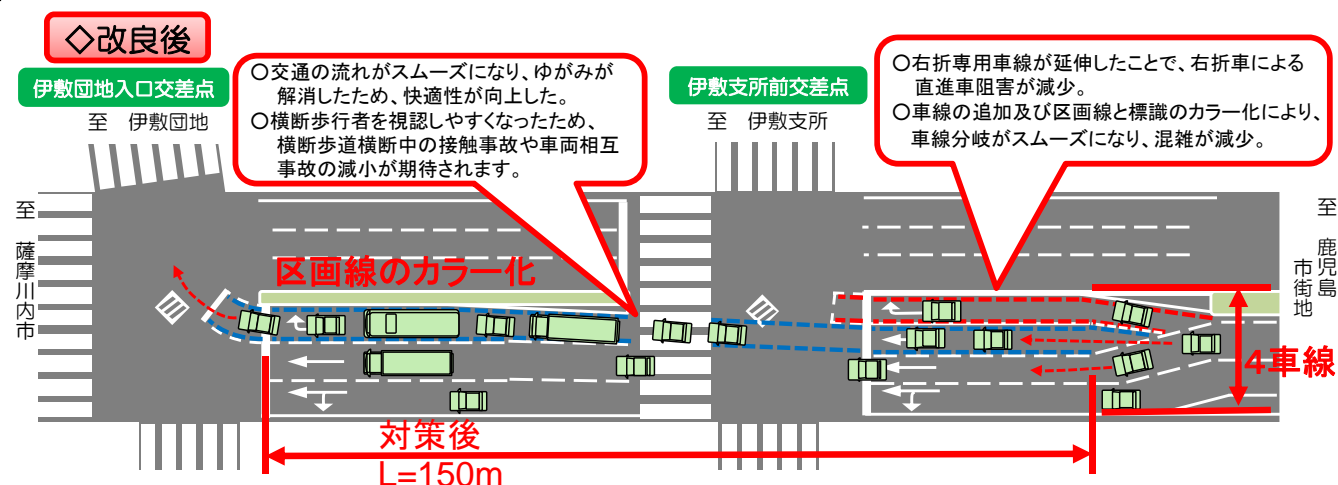 ◇改良後
伊敷団地入口交差点
至　伊敷団地
○交通の流れがスムーズになり、ゆがみが
解消したため、快適性が向上した。
○横断歩行者を視認しやすくなったため、
横断歩道横断中の接触事故や車両相互
事故の減小が期待されます。
伊敷支所前交差点
至　伊敷支所
○右折専用車線が延伸したことで、右折車による
直進車阻害が減少。
○車線の追加及び区画線と標識のカラー化により、
車線分岐がスムーズになり、混雑が減少。
至　薩摩川内市
区画線のカラー化
至　鹿児島
市街地
4車線
対策後
L=150m